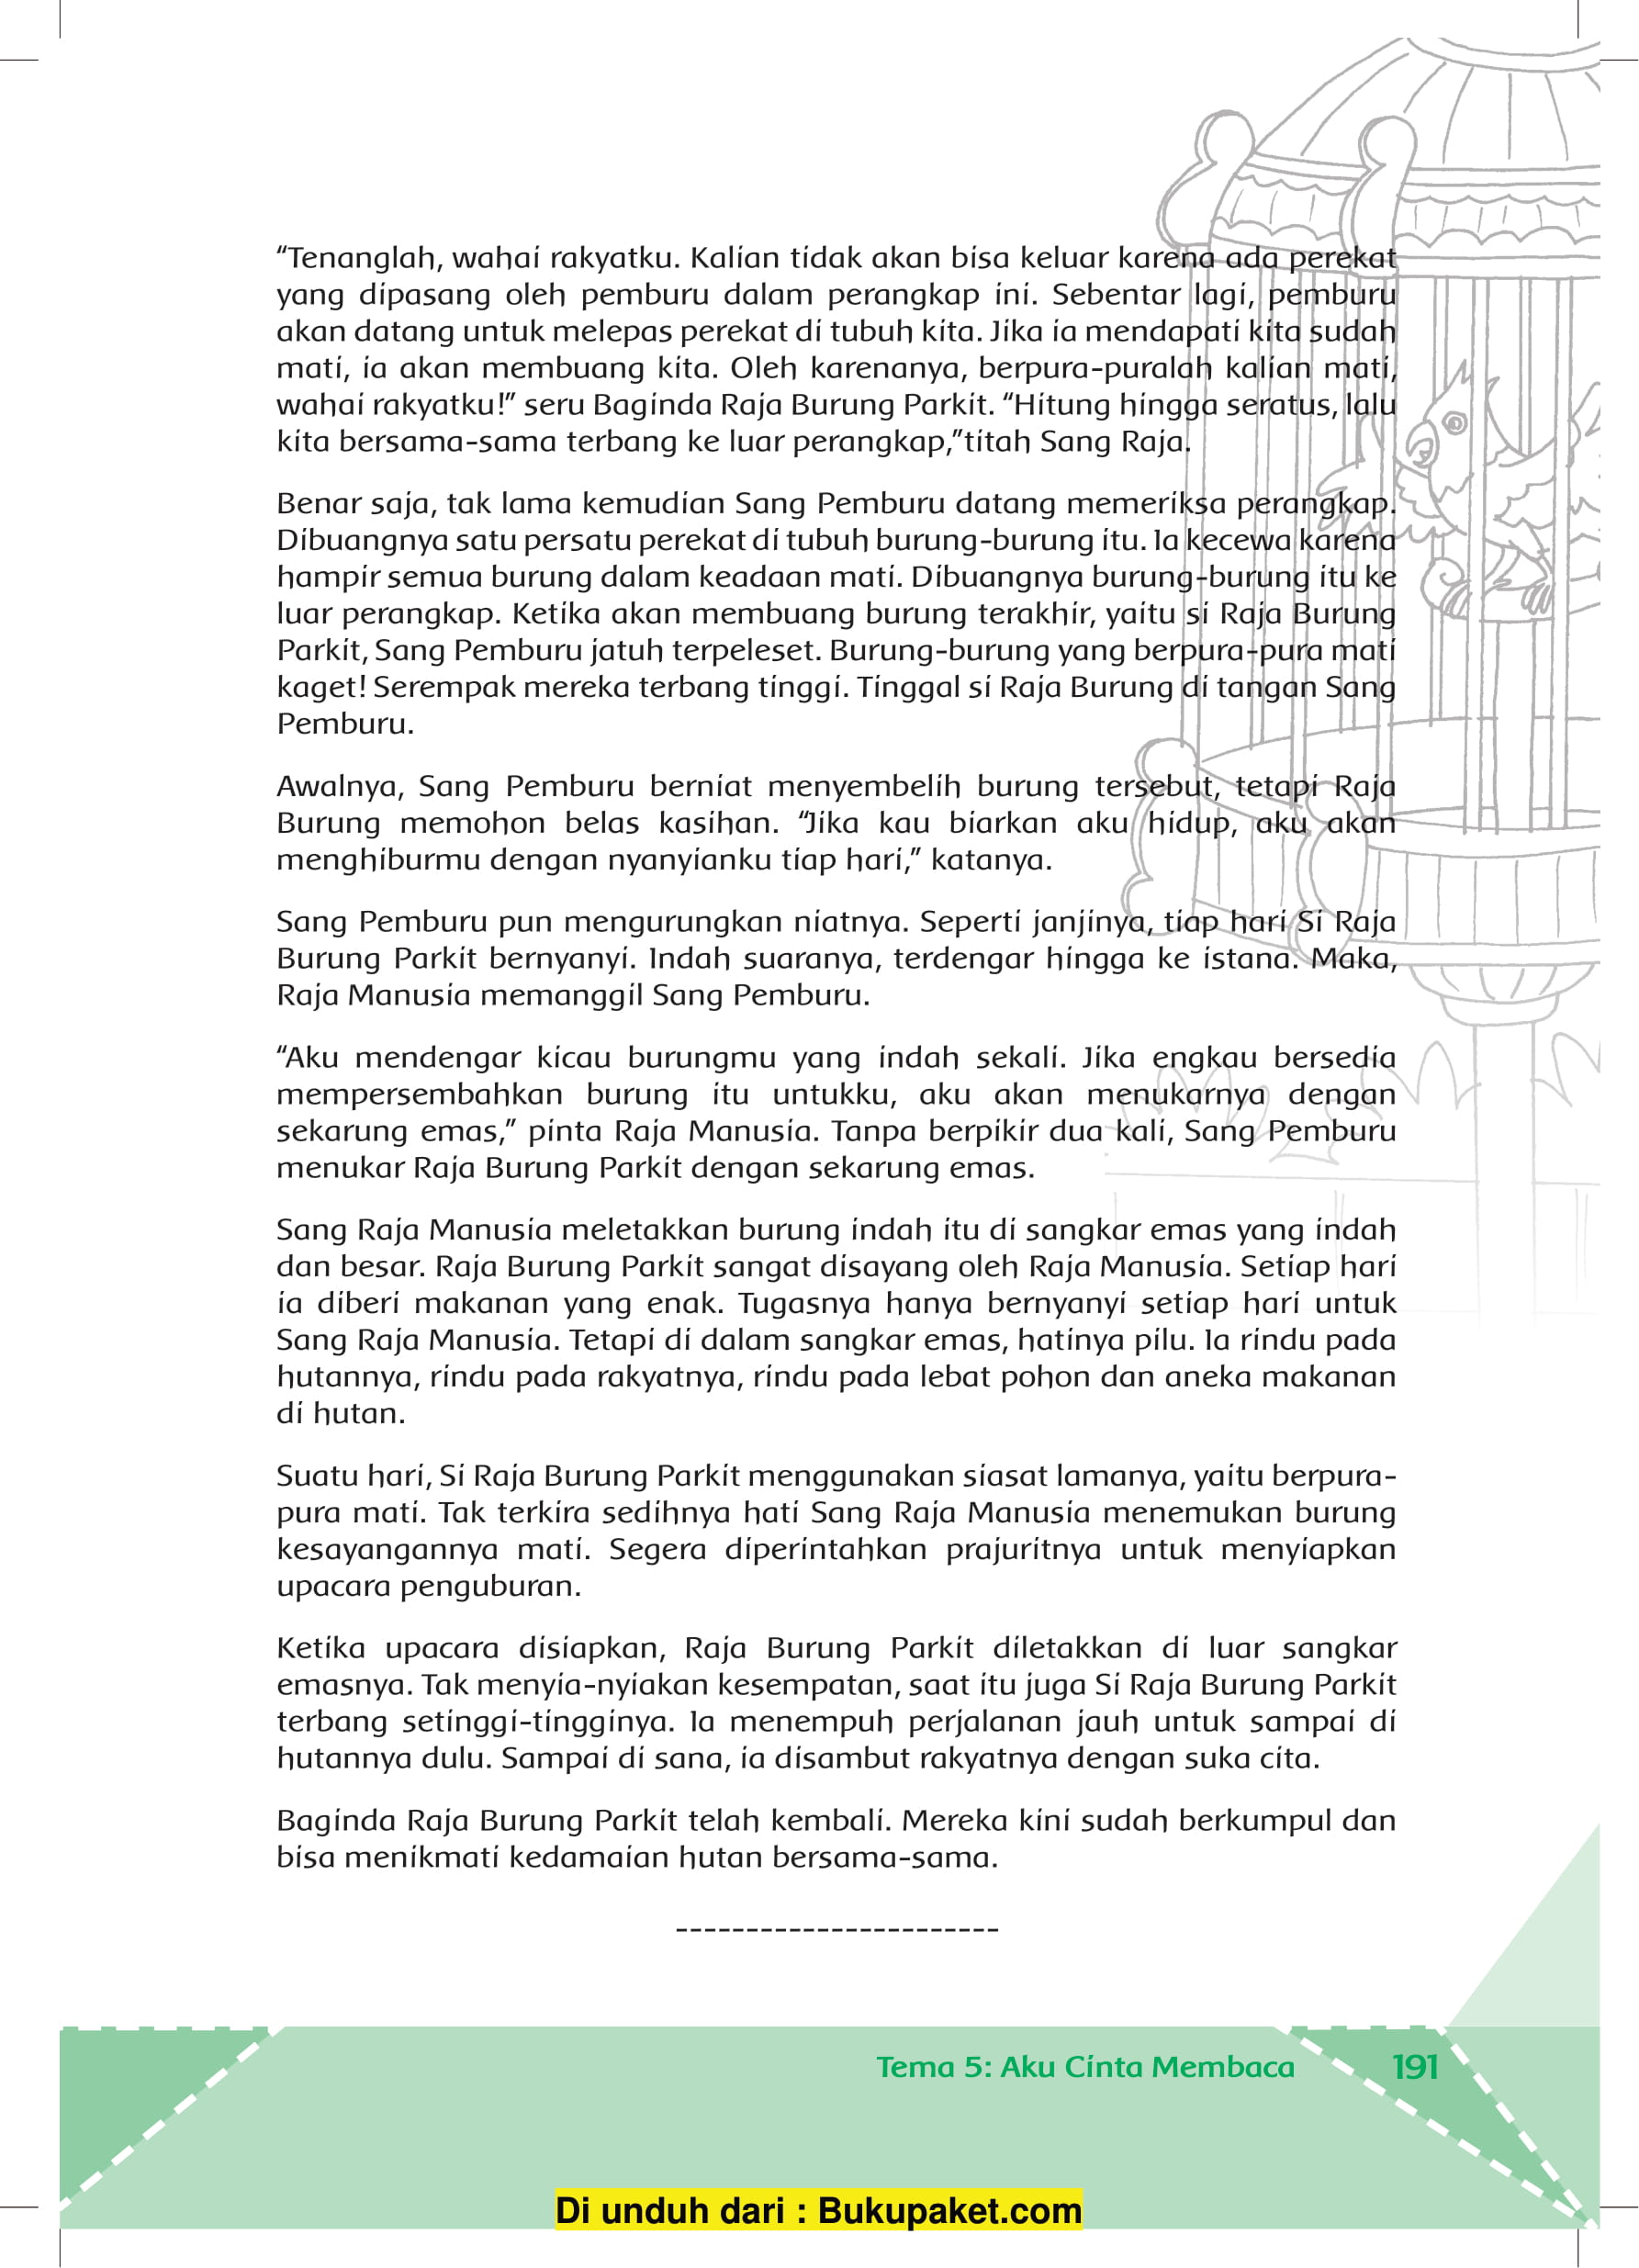 “Tenanglah, wahai rakyatku. Kalian tidak akan bisa keluar karena ada perekat
yang dipasang oleh pemburu dalam perangkap ini. Sebentar lagi, pemburu
akan datang untuk melepas perekat di tubuh kita. Jika ia mendapati kita sudah
mati, ia akan membuang kita. Oleh karenanya, berpura-puralah kalian mati,
wahai rakyatku!” seru Baginda Raja Burung Parkit. “Hitung hingga seratus, lalu
kita bersama-sama terbang ke luar perangkap,”titah Sang Raja.
Benar saja, tak lama kemudian Sang Pemburu datang memeriksa perangkap.
Dibuangnya satu persatu perekat di tubuh burung-burung itu. Ia kecewa karena
hampir semua burung dalam keadaan mati. Dibuangnya burung-burung itu ke
luar perangkap. Ketika akan membuang burung terakhir, yaitu si Raja Burung
Parkit, Sang Pemburu jatuh terpeleset. Burung-burung yang berpura-pura mati
kaget! Serempak mereka terbang tinggi. Tinggal si Raja Burung di tangan Sang
Pemburu.
Awalnya, Sang Pemburu berniat menyembelih burung tersebut, tetapi Raja
Burung memohon belas kasihan. “Jika kau biarkan aku hidup, aku akan
menghiburmu dengan nyanyianku tiap hari,” katanya.
Sang Pemburu pun mengurungkan niatnya. Seperti janjinya, tiap hari Si Raja
Burung Parkit bernyanyi. Indah suaranya, terdengar hingga ke istana. Maka,
Raja Manusia memanggil Sang Pemburu.
“Aku mendengar kicau burungmu yang indah sekali. Jika engkau bersedia
mempersembahkan burung itu untukku, aku akan menukarnya dengan
sekarung emas,” pinta Raja Manusia. Tanpa berpikir dua kali, Sang Pemburu
menukar Raja Burung Parkit dengan sekarung emas.
Sang Raja Manusia meletakkan burung indah itu di sangkar emas yang indah
dan besar. Raja Burung Parkit sangat disayang oleh Raja Manusia. Setiap hari
ia diberi makanan yang enak. Tugasnya hanya bernyanyi setiap hari untuk
Sang Raja Manusia. Tetapi di dalam sangkar emas, hatinya pilu. Ia rindu pada
hutannya, rindu pada rakyatnya, rindu pada lebat pohon dan aneka makanan
di hutan.
Suatu hari, Si Raja Burung Parkit menggunakan siasat lamanya, yaitu berpura-
pura mati. Tak terkira sedihnya hati Sang Raja Manusia menemukan burung
kesayangannya mati. Segera diperintahkan prajuritnya untuk menyiapkan
upacara penguburan.
Ketika upacara disiapkan, Raja Burung Parkit diletakkan di luar sangkar
emasnya. Tak menyia-nyiakan kesempatan, saat itu juga Si Raja Burung Parkit
terbang setinggi-tingginya. Ia menempuh perjalanan jauh untuk sampai di
hutannya dulu. Sampai di sana, ia disambut rakyatnya dengan suka cita.
Baginda Raja Burung Parkit telah kembali. Mereka kini sudah berkumpul dan
bisa menikmati kedamaian hutan bersama-sama.
-----------------------
Tema 5: Aku Cinta Membaca 191
Di unduh dari : Bukupaket.com